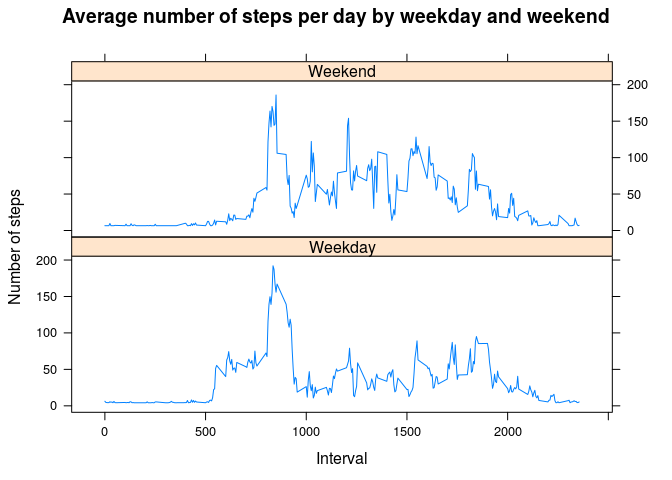 Average number of steps per day by weekday and weekend
Weekend
200
150
100
50
0
Number of steps
Weekday
200
150
100
50
0
0 500 1000 1500 2000
Interval